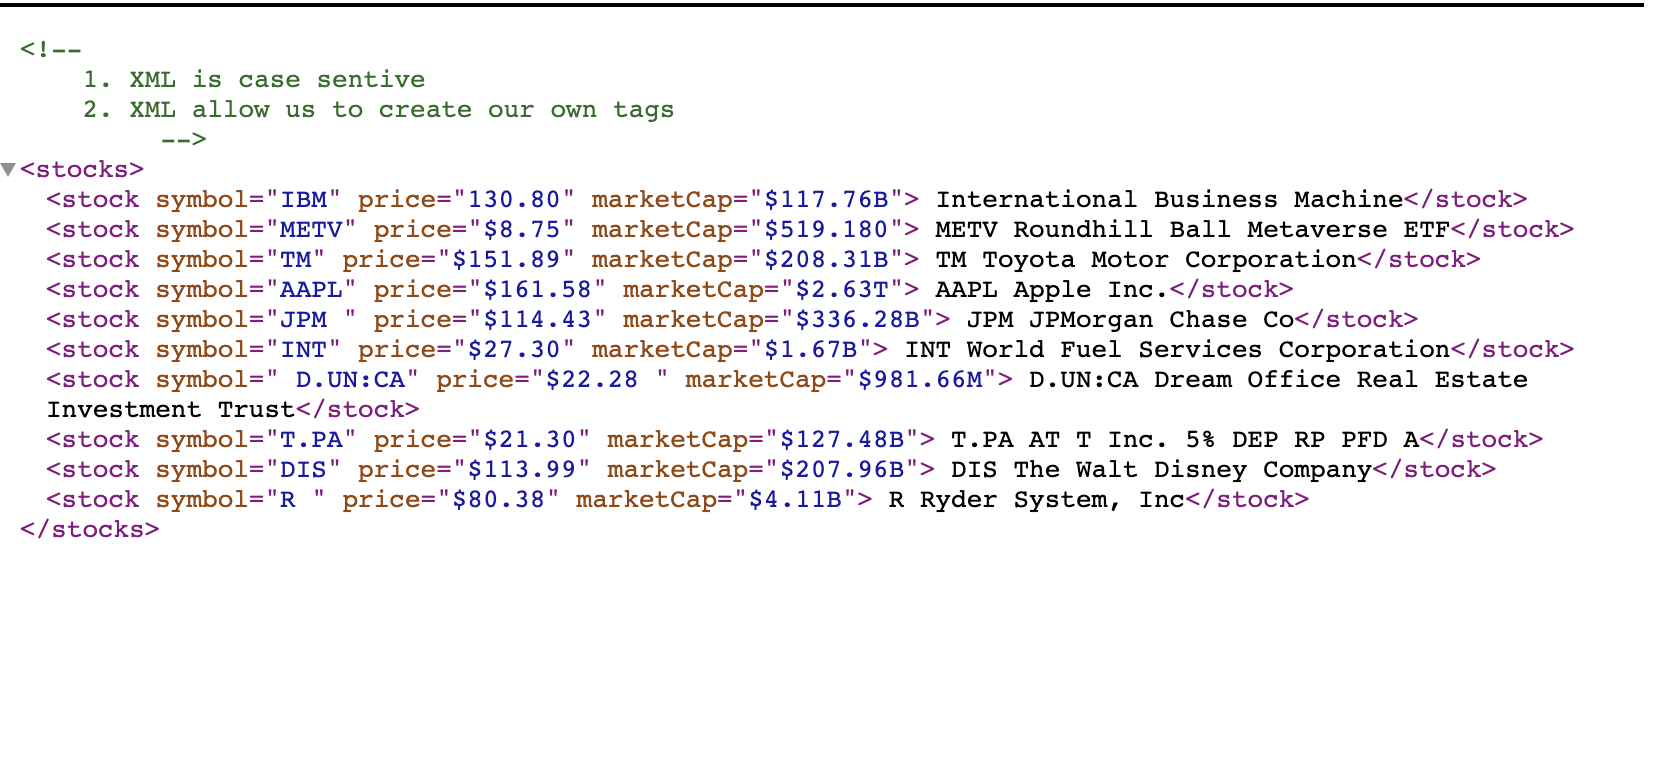 <!--
1. XML is case sentive
2. XML allow us to create our own tags
-->
<stocks>
<stock symbol="IBM" price="130.80" marketCap="$117.76B"> International Business Machine</stock>
<stock symbol="METV" price="$8.75" marketCap="$519.180"> METV Roundhill Ball Metaverse ETF</stock>
<stock symbol="TM" price="$151.89" marketCap="$208.31B"> TM Toyota Motor Corporation</stock>
<stock symbol="AAPL" price="$161.58" marketCap="$2.63T"> AAPL Apple Inc.</stock>
<stock symbol="JPM " price="$114.43" marketCap="$336.28B"> JPM JPMorgan Chase Co</stock>
<stock symbol="INT" price="$27.30" marketCap="$1.67B"> INT World Fuel Services Corporation</stock>
<stock symbol=" D.UN:CA" price="$22.28 " marketCap="$981.66M"> D.UN:CA Dream Office Real Estate
Investment Trust</stock>
<stock symbol="T.PA" price="$21.30" marketCap="$127.48B"> T.PA AT T Inc. 5% DEP RP PFD A</stock>
<stock symbol="DIS" price="$113.99" marketCap="$207.96B"> DIS The Walt Disney Company</stock>
<stock symbol="R " price="$80.38" marketCap="$4.11B"> R Ryder System, Inc</stock>
</stocks>